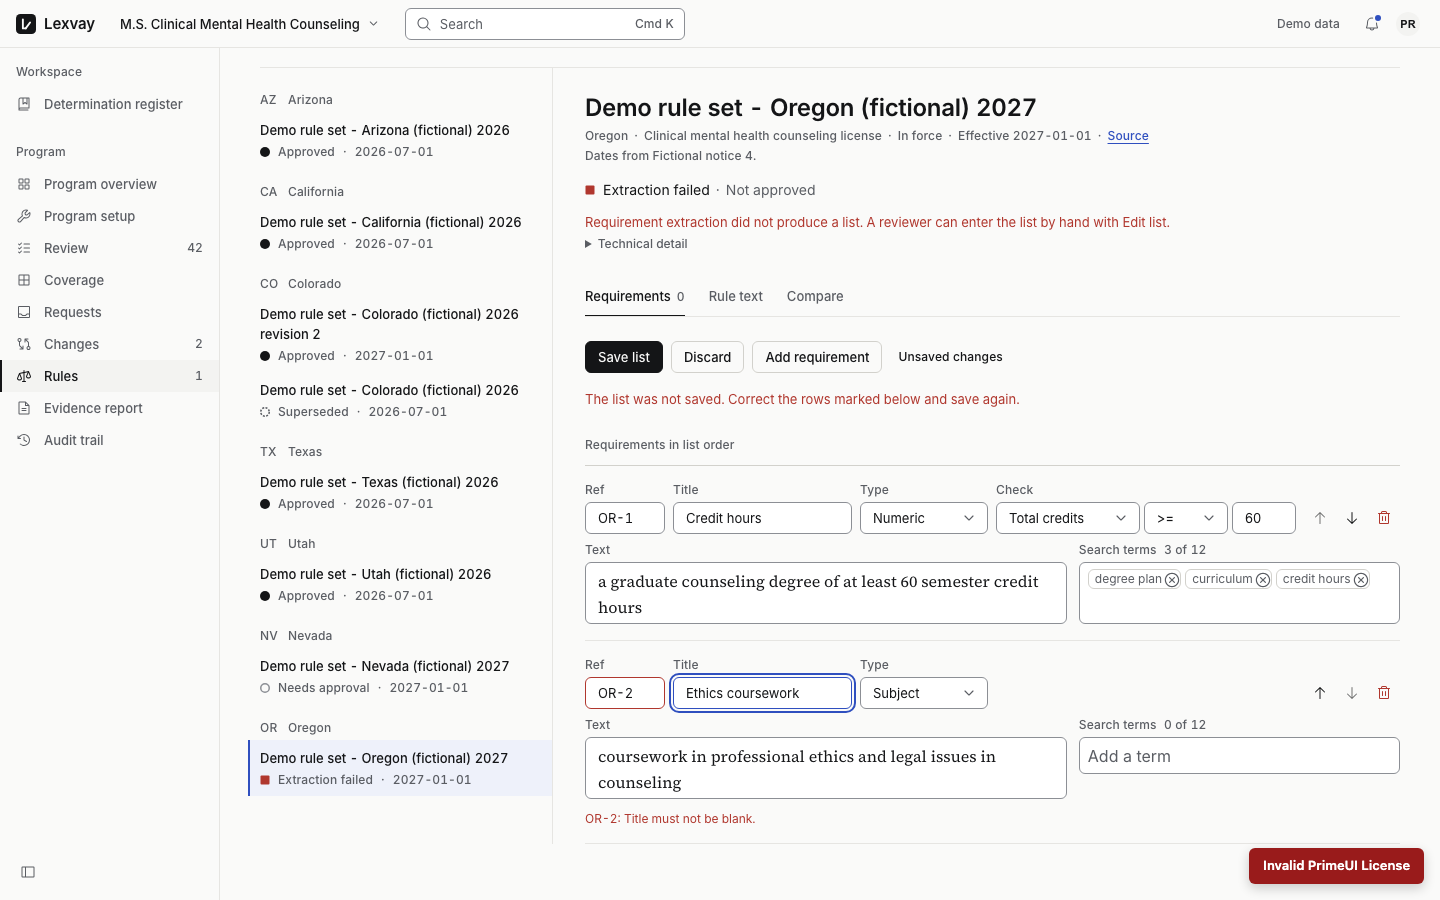 Lexvay
M.S. Clinical Mental Health Counseling
Search
Cmd K
Demo data
PR
Workspace
Determination register
Program
Program overview
Program setup
Review 42
Coverage
Requests
Changes 2
Rules 1
Evidence report
Audit trail
AZ Arizona
Demo rule set - Arizona (fictional) 2026
Approved · 2026-07-01
CA California
Demo rule set - California (fictional) 2026
Approved · 2026-07-01
CO Colorado
Demo rule set - Colorado (fictional) 2026
revision 2
Approved · 2027-01-01
Demo rule set - Colorado (fictional) 2026
Superseded · 2026-07-01
TX Texas
Demo rule set - Texas (fictional) 2026
Approved · 2026-07-01
UT Utah
Demo rule set - Utah (fictional) 2026
Approved · 2026-07-01
NV Nevada
Demo rule set - Nevada (fictional) 2027
Needs approval · 2027-01-01
OR Oregon
Demo rule set - Oregon (fictional) 2027
Extraction failed · 2027-01-01
Demo rule set - Oregon (fictional) 2027
Oregon · Clinical mental health counseling license · In force · Effective 2027-01-01 · Source
Dates from Fictional notice 4.
Extraction failed · Not approved
Requirement extraction did not produce a list. A reviewer can enter the list by hand with Edit list.
Technical detail
Requirements 0 Rule text Compare
Save list Discard Add requirement Unsaved changes
The list was not saved. Correct the rows marked below and save again.
Requirements in list order
Ref Title Type Check
OR-1 Credit hours Numeric Total credits >= 60
Text Search terms 3 of 12
a graduate counseling degree of at least 60 semester credit
hours
degree plan curriculum credit hours
Ref Title Type
OR-2 Ethics coursework Subject
Text Search terms 0 of 12
coursework in professional ethics and legal issues in
counseling
Add a term
OR-2: Title must not be blank.
Invalid PrimeUI License